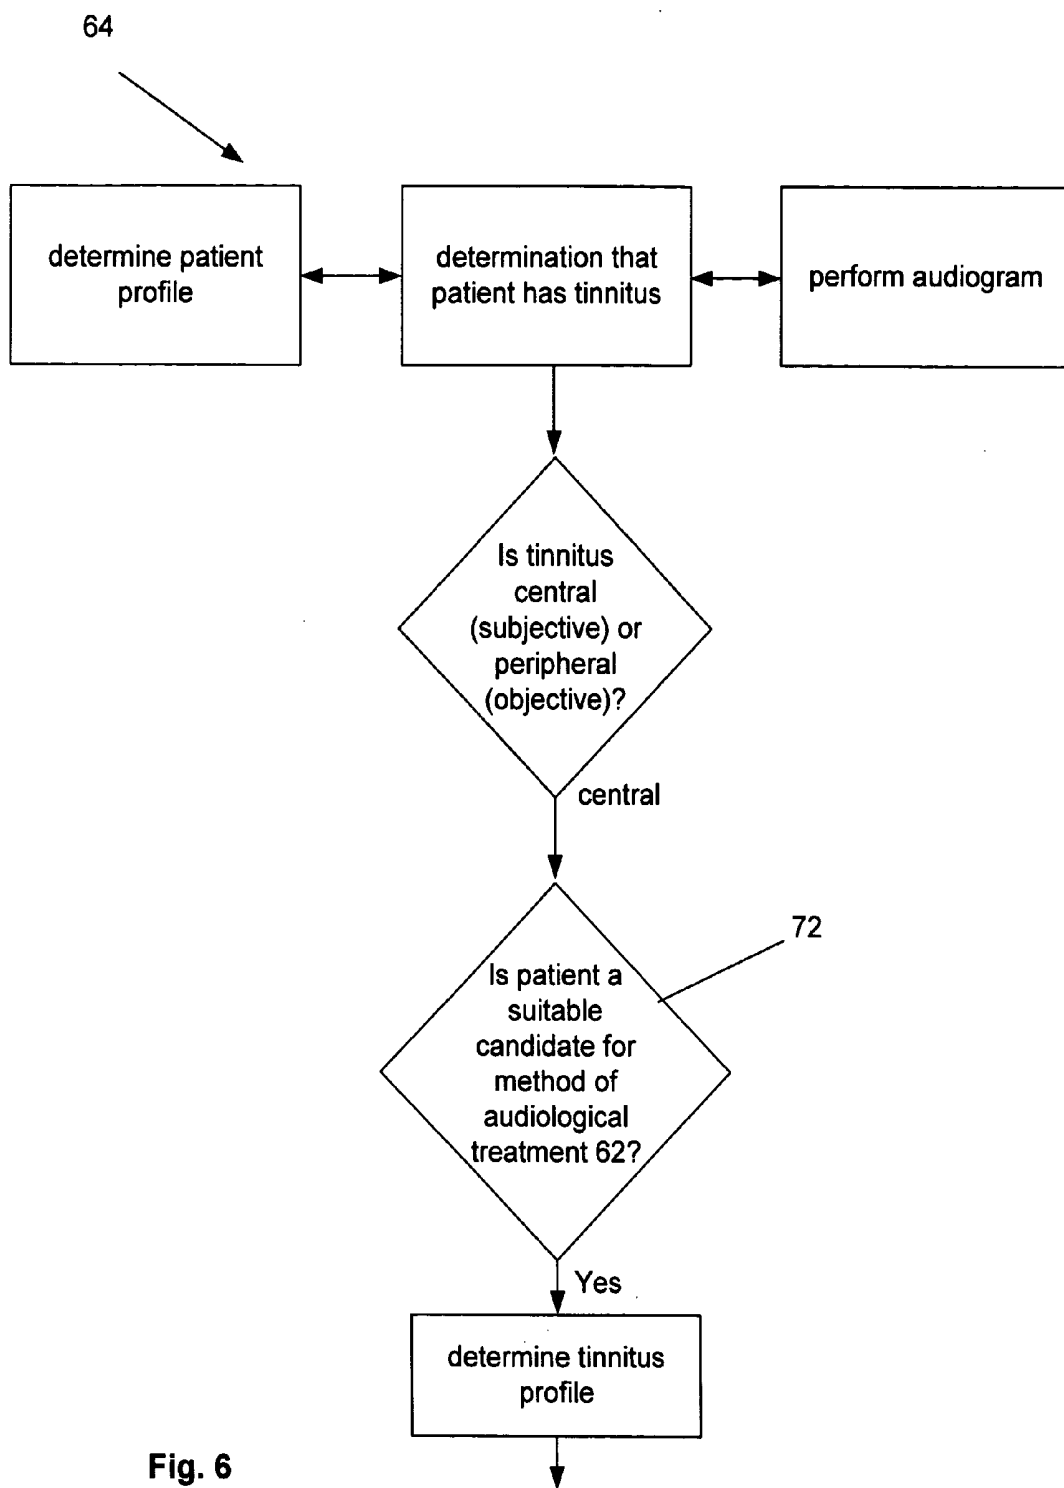 64
determine patient
profile
determination that
patient has tinnitus
perform audiogram
Is tinnitus
central
(subjective) or
peripheral
(objective)?
central
72
Is patient a
suitable
candidate for
method of
audiological
treatment 62?
Yes
determine tinnitus
profile
Fig. 6